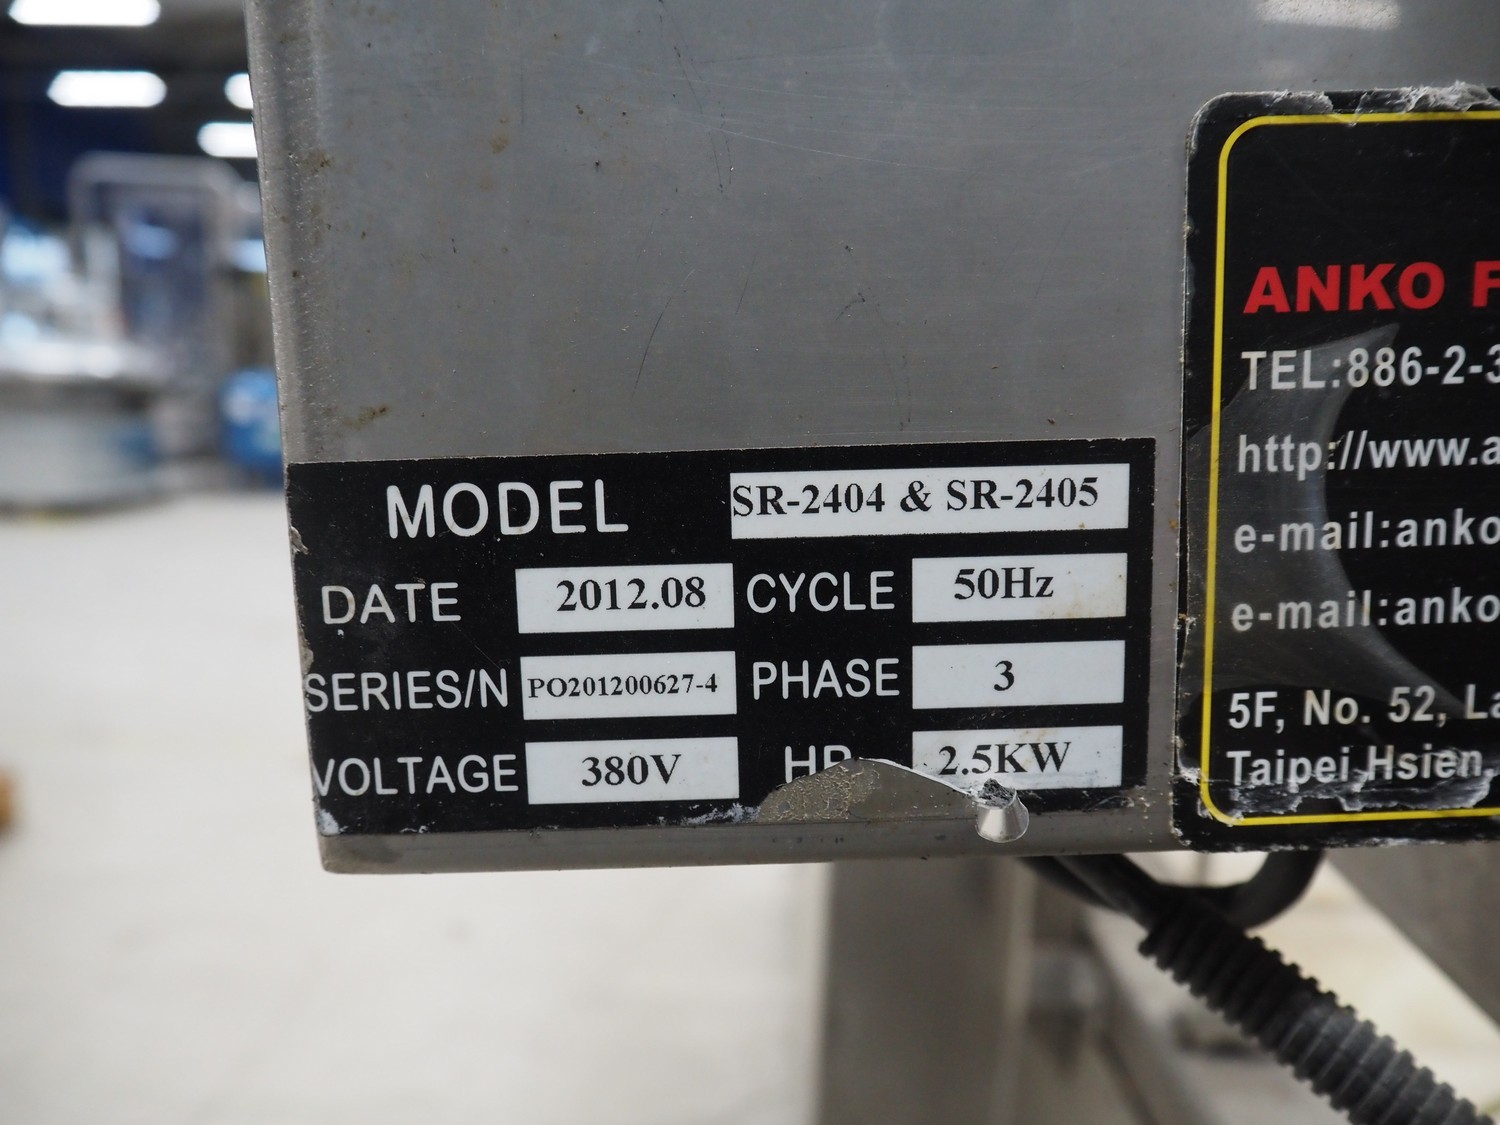 MODEL SR-2404 & SR-2405
DATE 2012.08 CYCLE 50Hz
SERIES/N PO201200627-4 PHASE 3
VOLTAGE 380V HP 2.5KW
ANKO F
TEL:886-2-3
http://www.a
e-mail:anko
e-mail:anko
5F, No. 52, La
Taipei Hsien,